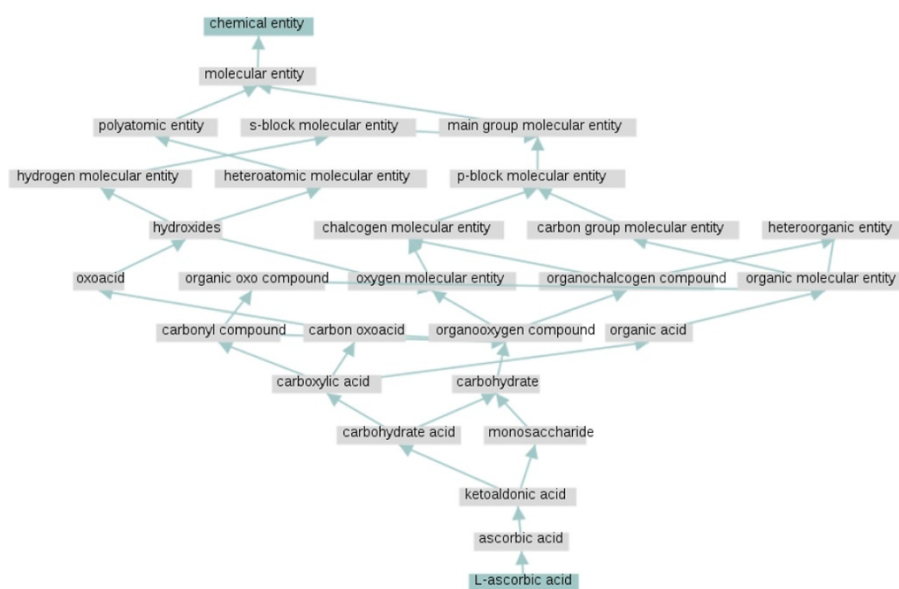 chemical entity
molecular entity
polyatomic entity
s-block molecular entity
main group molecular entity
hydrogen molecular entity
heteroatomic molecular entity
p-block molecular entity
hydroxides
chalcogen molecular entity
carbon group molecular entity
heteroorganic entity
oxoacid
organic oxo compound
oxygen molecular entity
organochalcogen compound
organic molecular entity
carbonyl compound
carbon oxoacid
organooxygen compound
organic acid
carboxylic acid
carbohydrate
carbohydrate acid
monosaccharide
ketoaldonic acid
ascorbic acid
L-ascorbic acid